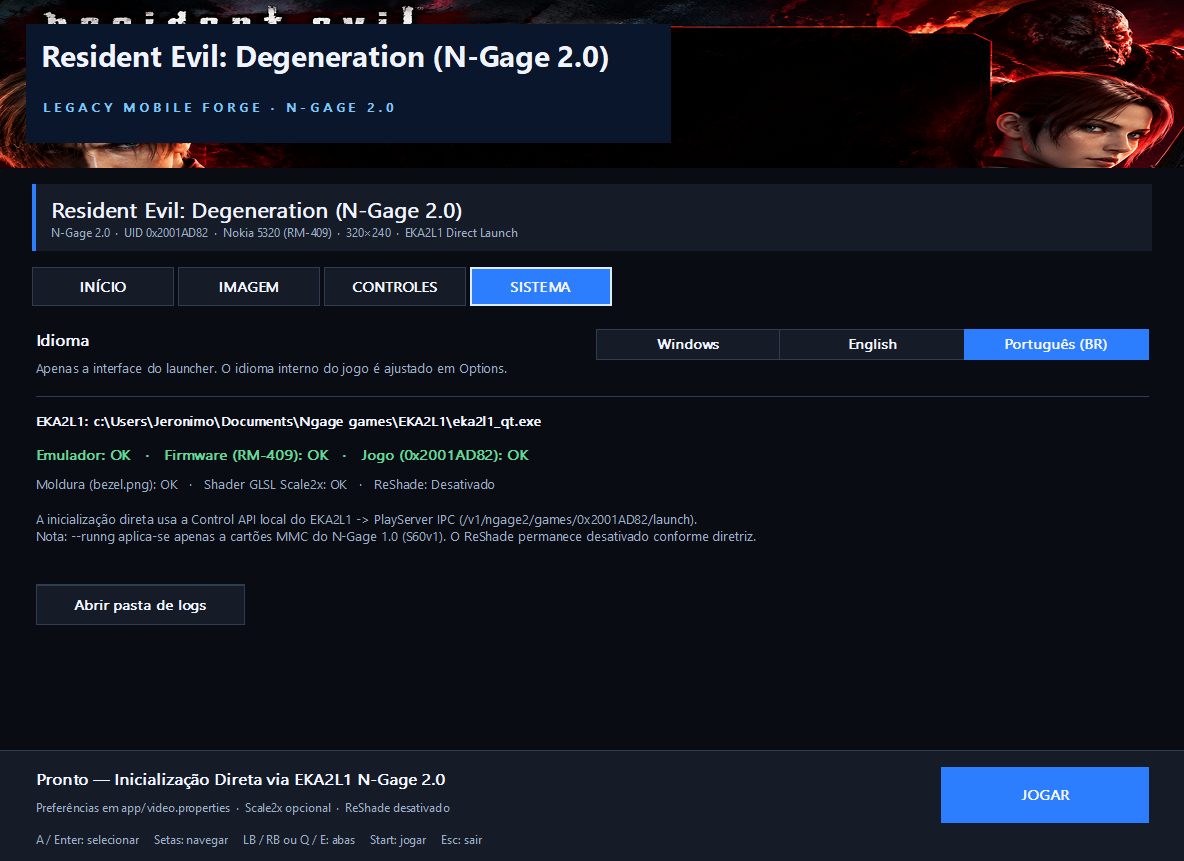 Resident Evil: Degeneration (N-Gage 2.0)
LEGACY MOBILE FORGE · N-GAGE 2.0
Resident Evil: Degeneration (N-Gage 2.0)
N-Gage 2.0 · UID 0x2001AD82 · Nokia 5320 (RM-409) · 320×240 · EKA2L1 Direct Launch
INÍCIO
IMAGEM
CONTROLES
SISTEMA
Idioma
Windows
English
Português (BR)
Apenas a interface do launcher. O idioma interno do jogo é ajustado em Options.
EKA2L1: c:\Users\Jeronimo\Documents\Ngage games\EKA2L1\eka2l1_qt.exe
Emulador: OK · Firmware (RM-409): OK · Jogo (0x2001AD82): OK
Moldura (bezel.png): OK · Shader GLSL Scale2x: OK · ReShade: Desativado
A inicialização direta usa a Control API local do EKA2L1 -> PlayServer IPC (/v1/ngage2/games/0x2001AD82/launch).
Nota: --runng aplica-se apenas a cartões MMC do N-Gage 1.0 (S60v1). O ReShade permanece desativado conforme diretriz.
Abrir pasta de logs
Pronto — Inicialização Direta via EKA2L1 N-Gage 2.0
Preferências em app/video.properties · Scale2x opcional · ReShade desativado
JOGAR
A / Enter: selecionar Setas: navegar LB / RB ou Q / E: abas Start: jogar Esc: sair